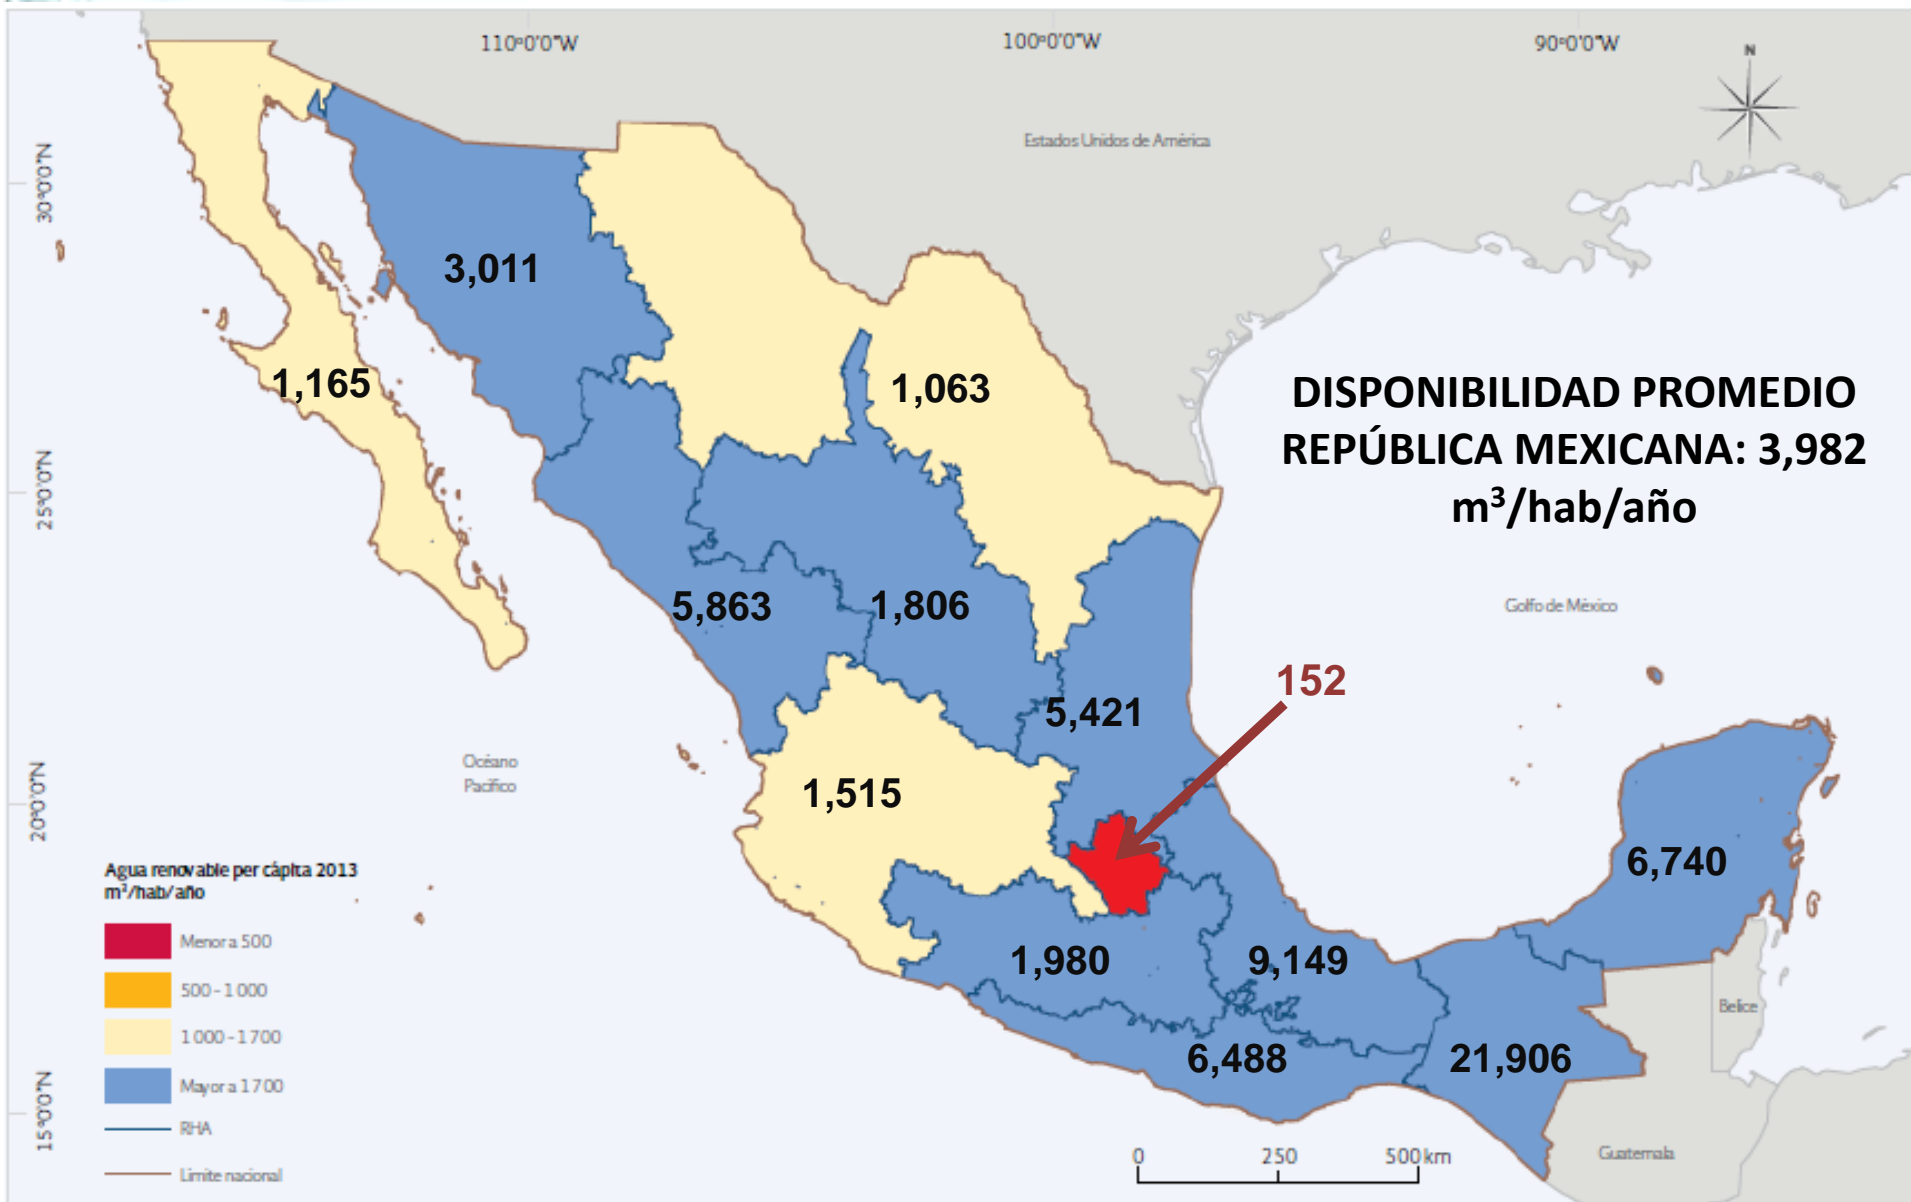 110°0'0"W
100°0'0"W
90°0'0"W
N
Estados Unidos de América
30°0'0"N
3,011
1,165
1,063
DISPONIBILIDAD PROMEDIO
REPÚBLICA MEXICANA: 3,982
m³/hab/año
25°0'0"N
5,863
1,806
Golfo de México
152
5,421
Océano
Pacífico
1,515
20°0'0"N
6,740
Agua renovable per cápita 2013
m³/hab/año
Menor a 500
500 - 1 000
1 000 - 1 700
Mayor a 1 700
RHA
Limite nacional
1,980
9,149
Belice
6,488
21,906
15°0'0"N
0 250 500 km
Guatemala